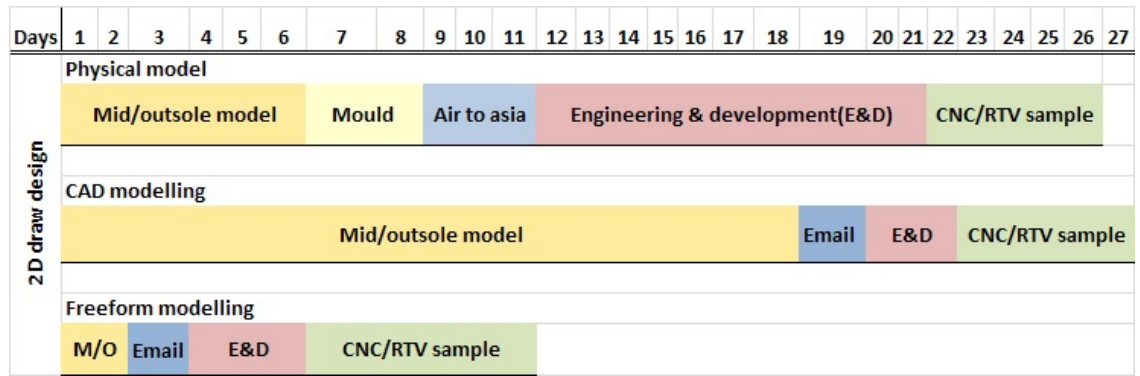 Days 1 2 3 4 5 6 7 8 9 10 11 12 13 14 15 16 17 18 19 20 21 22 23 24 25 26 27
2D draw design
Physical model
Mid/outsole model Mould Air to asia Engineering & development(E&D) CNC/RTV sample
CAD modelling
Mid/outsole model Email E&D CNC/RTV sample
Freeform modelling
M/O Email E&D CNC/RTV sample